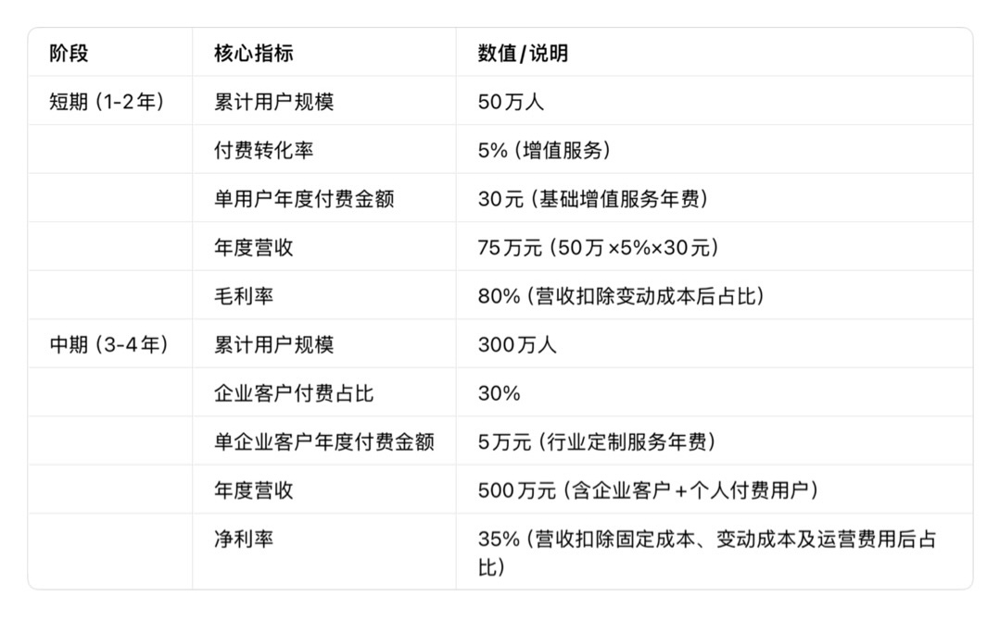 阶段 核心指标 数值/说明
短期（1-2年） 累计用户规模 50万人
付费转化率 5%（增值服务）
单用户年度付费金额 30元（基础增值服务年费）
年度营收 75万元（50万×5%×30元）
毛利率 80%（营收扣除变动成本后占比）
中期（3-4年） 累计用户规模 300万人
企业客户付费占比 30%
单企业客户年度付费金额 5万元（行业定制服务年费）
年度营收 500万元（含企业客户+个人付费用户）
净利率 35%（营收扣除固定成本、变动成本及运营费用后占
比）